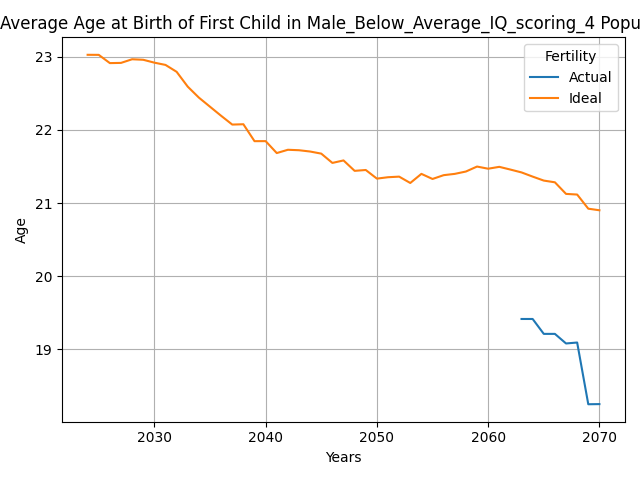 Average Age at Birth of First Child in Male_Below_Average_IQ_scoring_4 Popu
Fertility
Actual
Ideal
23
22
21
20
19
Age
2030 2040 2050 2060 2070
Years